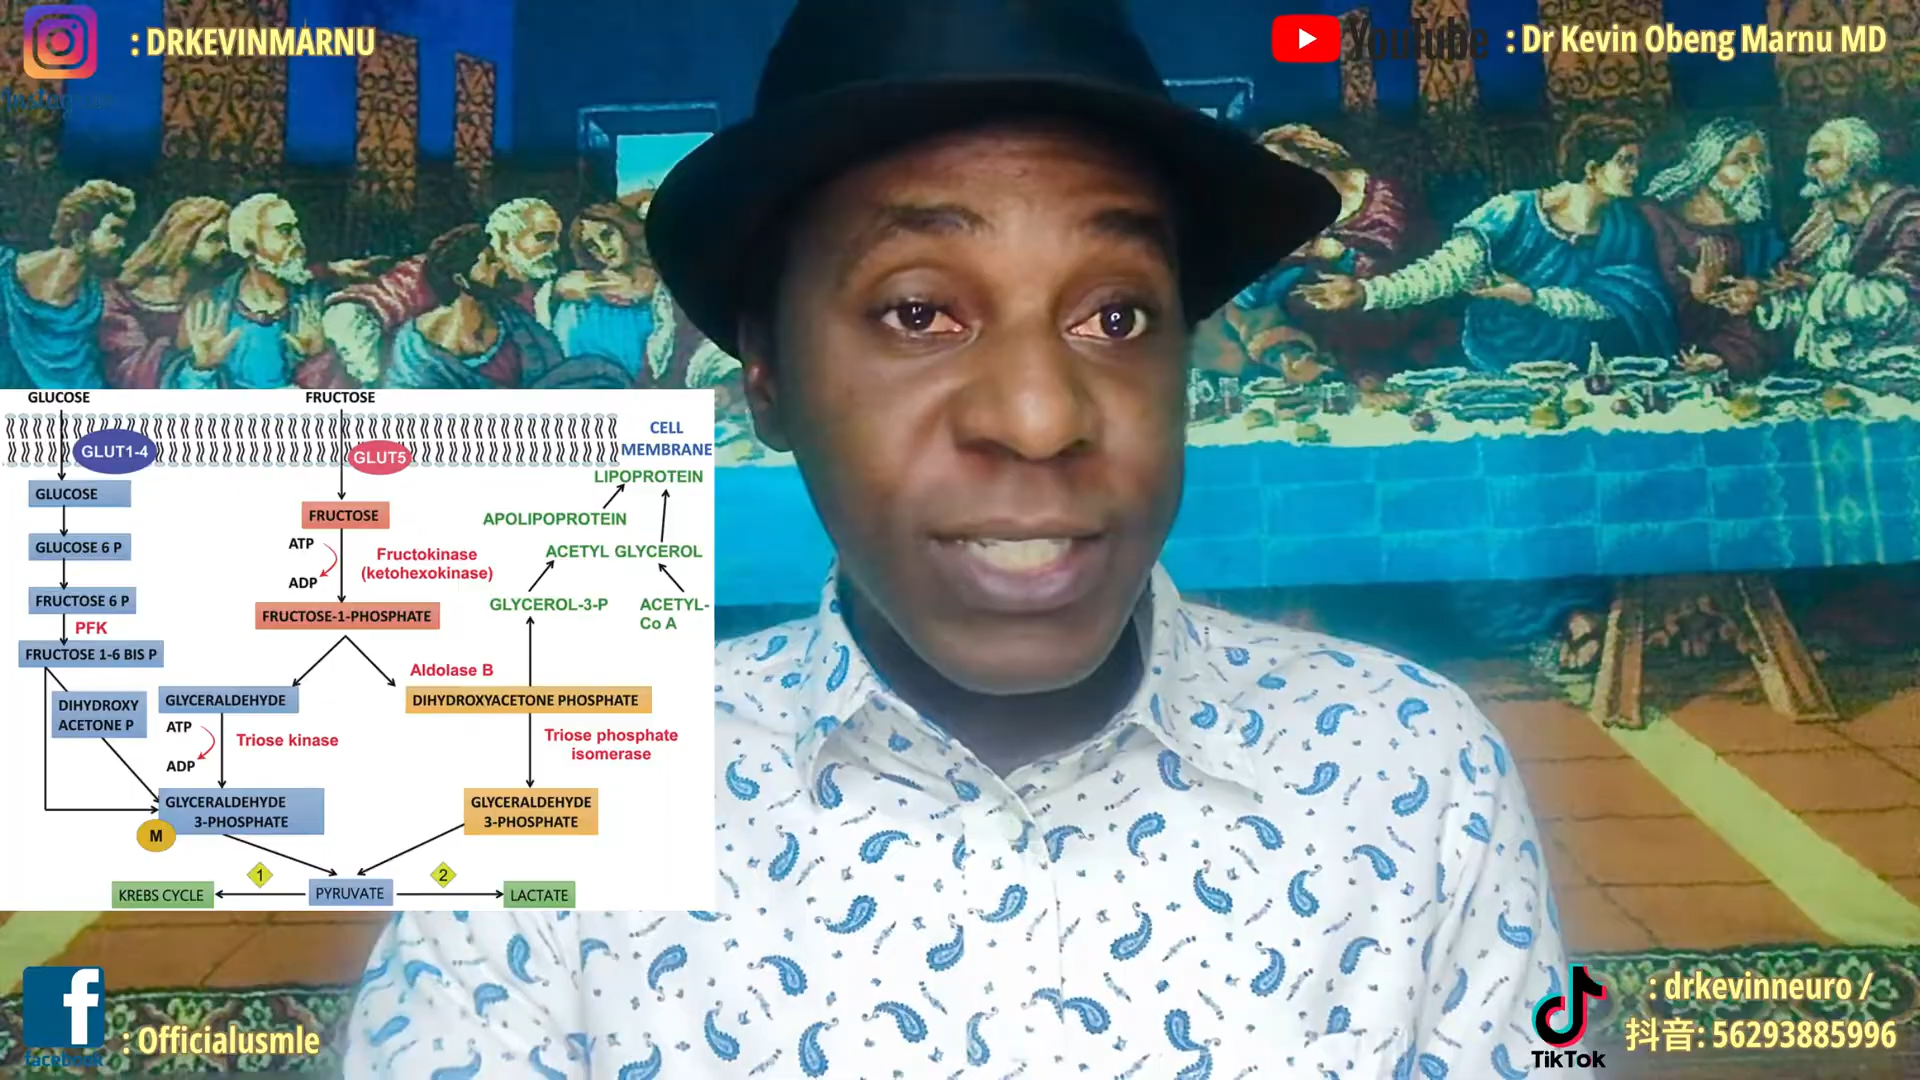 : DRKEVINMARNU
YouTube : Dr Kevin Obeng Marnu MD
Instagram
GLUCOSE
FRUCTOSE
CELL
MEMBRANE
GLUT1-4
GLUT5
LIPOPROTEIN
GLUCOSE
FRUCTOSE
APOLIPOPROTEIN
ATP
GLUCOSE 6 P
Fructokinase
(ketohexokinase)
ACETYL GLYCEROL
ADP
FRUCTOSE 6 P
FRUCTOSE-1-PHOSPHATE
GLYCEROL-3-P
ACETYL-
Co A
PFK
FRUCTOSE 1-6 BIS P
Aldolase B
DIHYDROXY
ACETONE P
GLYCERALDEHYDE
DIHYDROXYACETONE PHOSPHATE
ATP
Triose kinase
Triose phosphate
isomerase
ADP
GLYCERALDEHYDE
3-PHOSPHATE
GLYCERALDEHYDE
3-PHOSPHATE
M
1
2
KREBS CYCLE
PYRUVATE
LACTATE
facebook
: Officialusmle
TikTok
: drkevinneuro /
抖音: 56293885996